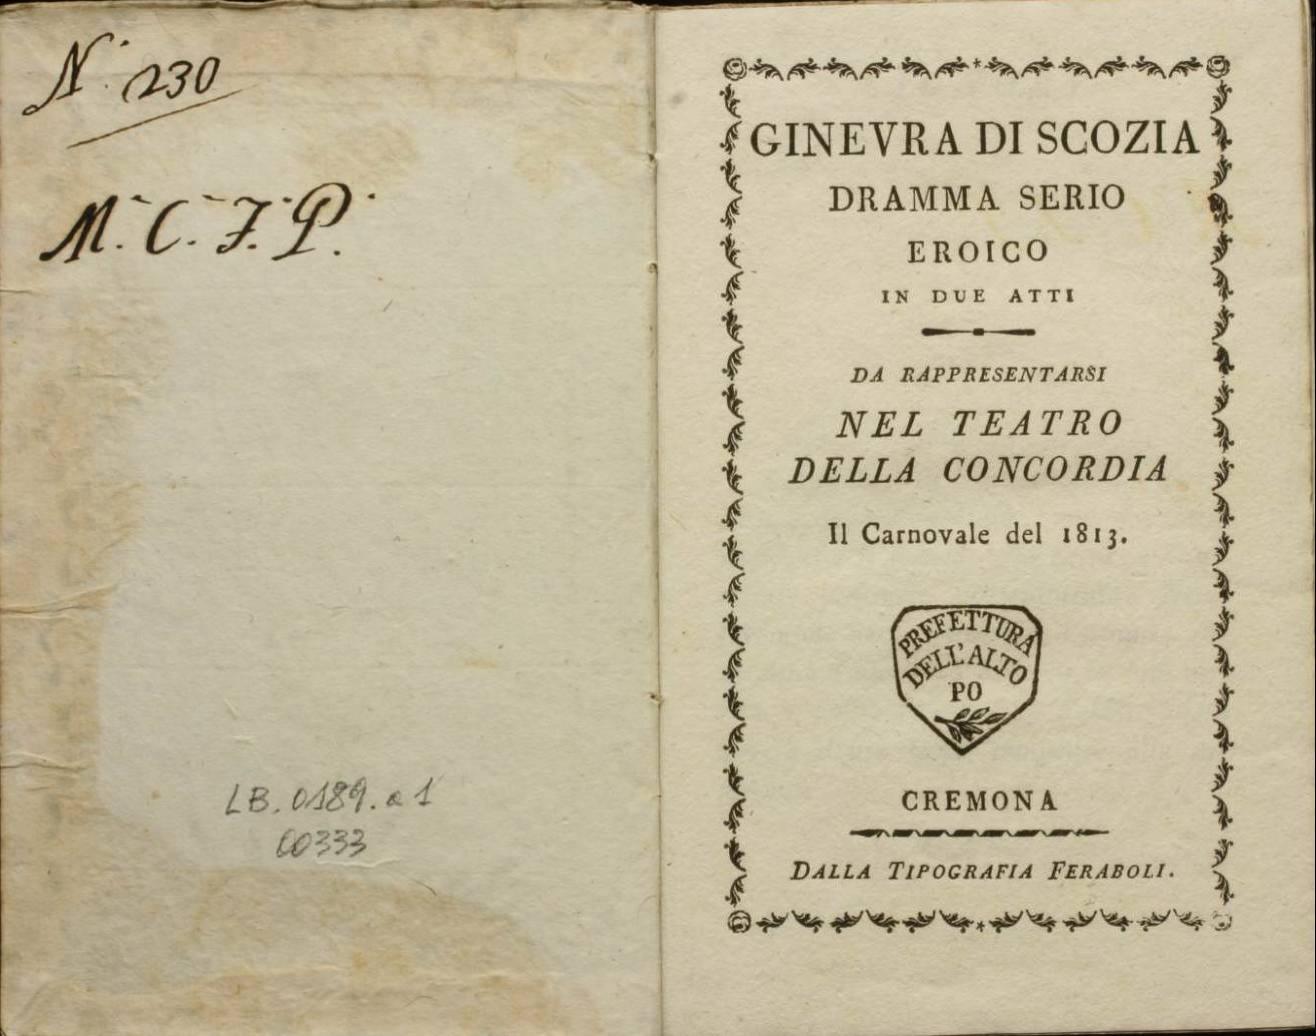 N. 230
M. C. F. P.
LB. 0189. a 1
00333
GINEVRA DI SCOZIA
DRAMMA SERIO
EROICO
IN DUE ATTI
DA RAPPRESENTARSI
NEL TEATRO
DELLA CONCORDIA
Il Carnovale del 1813.
PREFETTURA
DELL'ALTO
PO
CREMONA
DALLA TIPOGRAFIA FERABOLI.